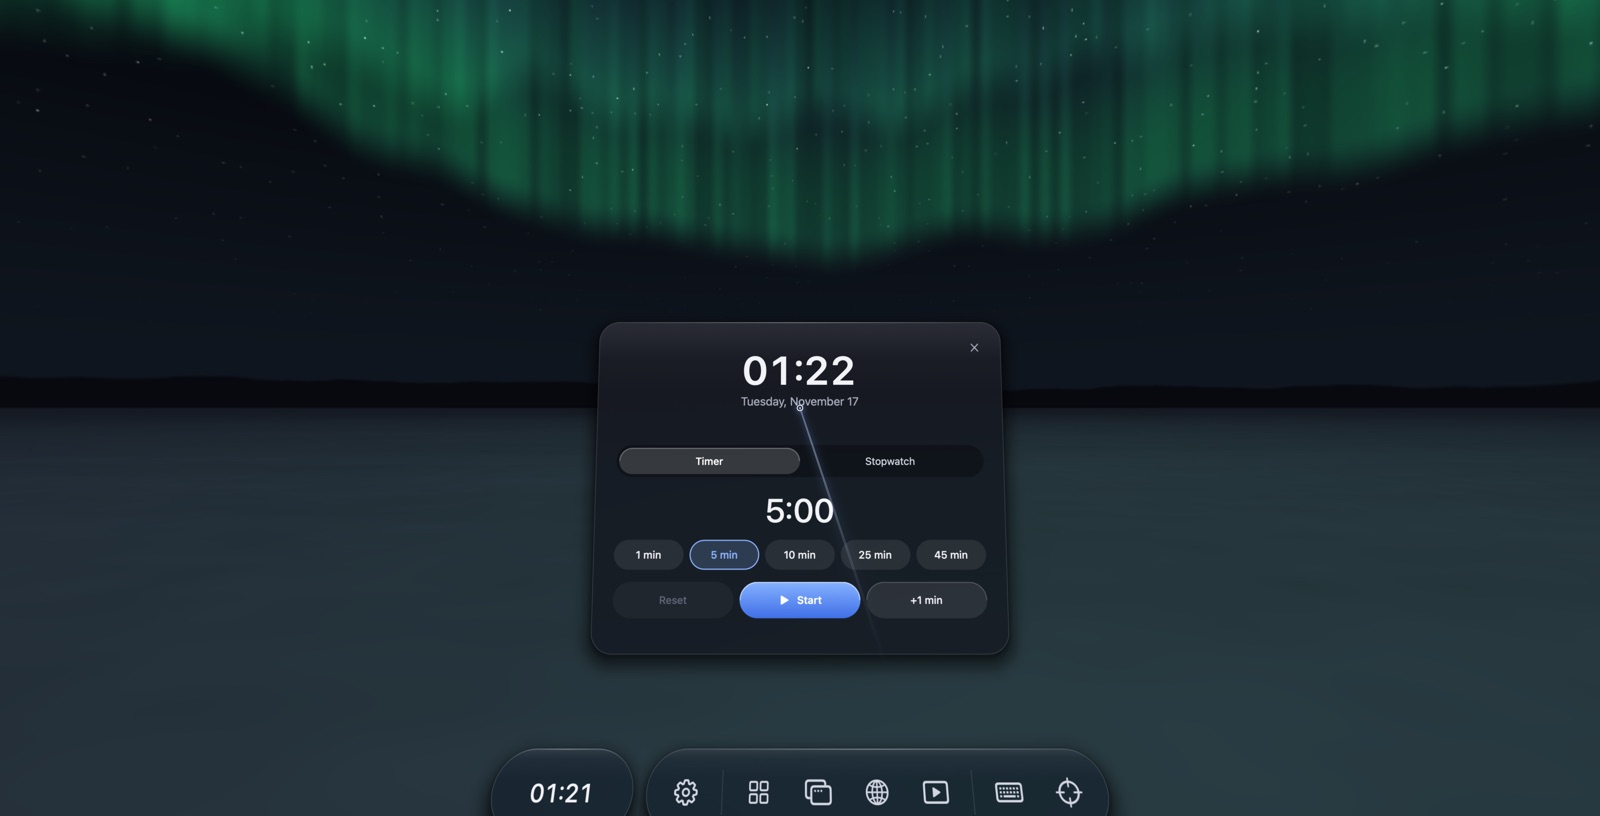 01:22
Tuesday, November 17
Timer
Stopwatch
5:00
1 min
5 min
10 min
25 min
45 min
Reset
Start
+1 min
01:21